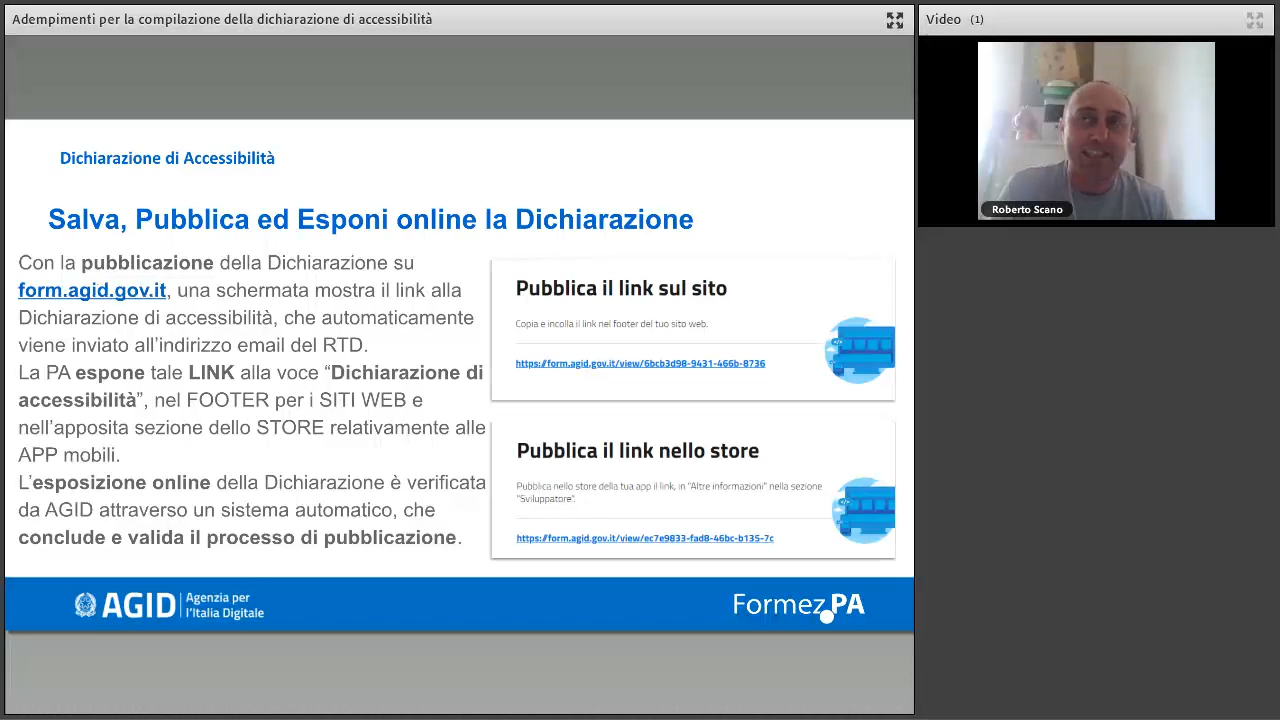 Adempimenti per la compilazione della dichiarazione di accessibilità
Video (1)
Roberto Scano
Dichiarazione di Accessibilità
Salva, Pubblica ed Esponi online la Dichiarazione
Con la pubblicazione della Dichiarazione su
form.agid.gov.it, una schermata mostra il link alla
Dichiarazione di accessibilità, che automaticamente
viene inviato all’indirizzo email del RTD.
La PA espone tale LINK alla voce “Dichiarazione di
accessibilità”, nel FOOTER per i SITI WEB e
nell’apposita sezione dello STORE relativamente alle
APP mobili.
L’esposizione online della Dichiarazione è verificata
da AGID attraverso un sistema automatico, che
conclude e valida il processo di pubblicazione.
Pubblica il link sul sito
Copia e incolla il link nel footer del tuo sito web.
https://form.agid.gov.it/view/6bcb3d98-9431-466b-8736
Pubblica il link nello store
Pubblica nello store della tua app il link, in "Altre informazioni" nella sezione
"Sviluppatore".
https://form.agid.gov.it/view/ec7e9833-fad8-46bc-b135-7c
AGID
Agenzia per
l’Italia Digitale
Formez PA